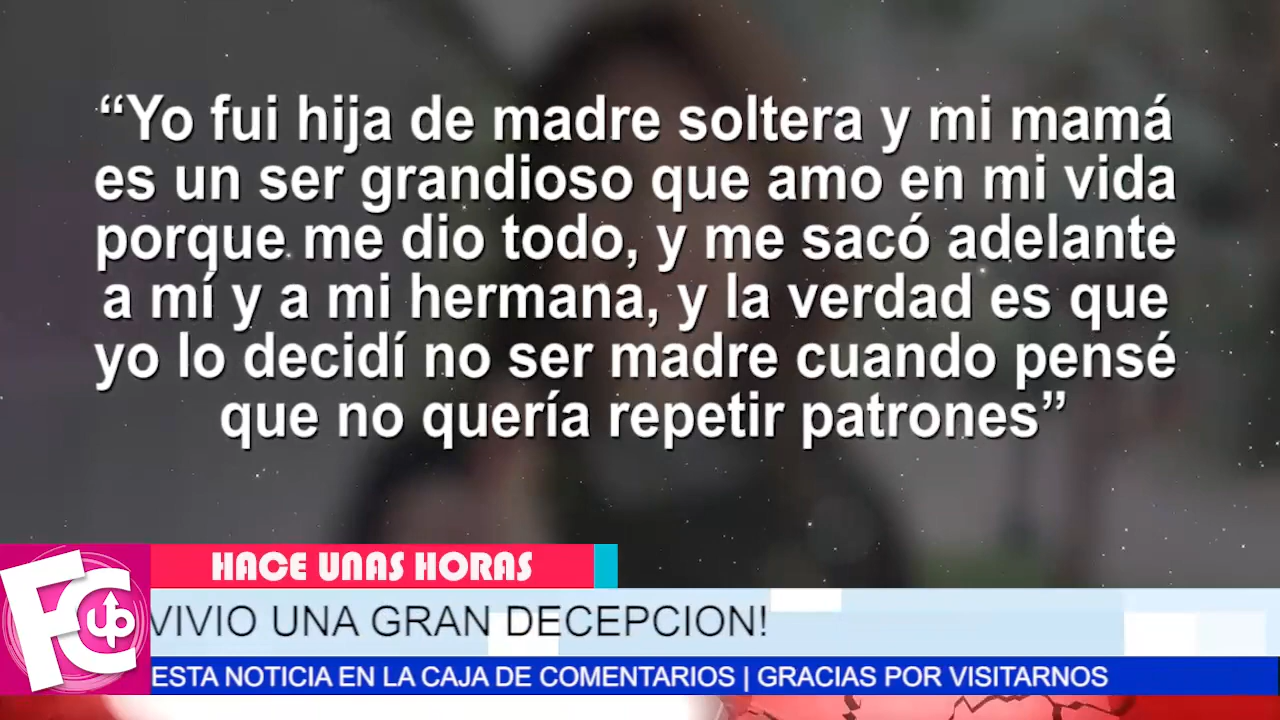 “Yo fui hija de madre soltera y mi mamá
es un ser grandioso que amo en mi vida
porque me dio todo, y me sacó adelante
a mí y a mi hermana, y la verdad es que
yo lo decidí no ser madre cuando pensé
que no quería repetir patrones”
HACE UNAS HORAS
FC up
VIVIO UNA GRAN DECEPCION!
ESTA NOTICIA EN LA CAJA DE COMENTARIOS | GRACIAS POR VISITARNOS